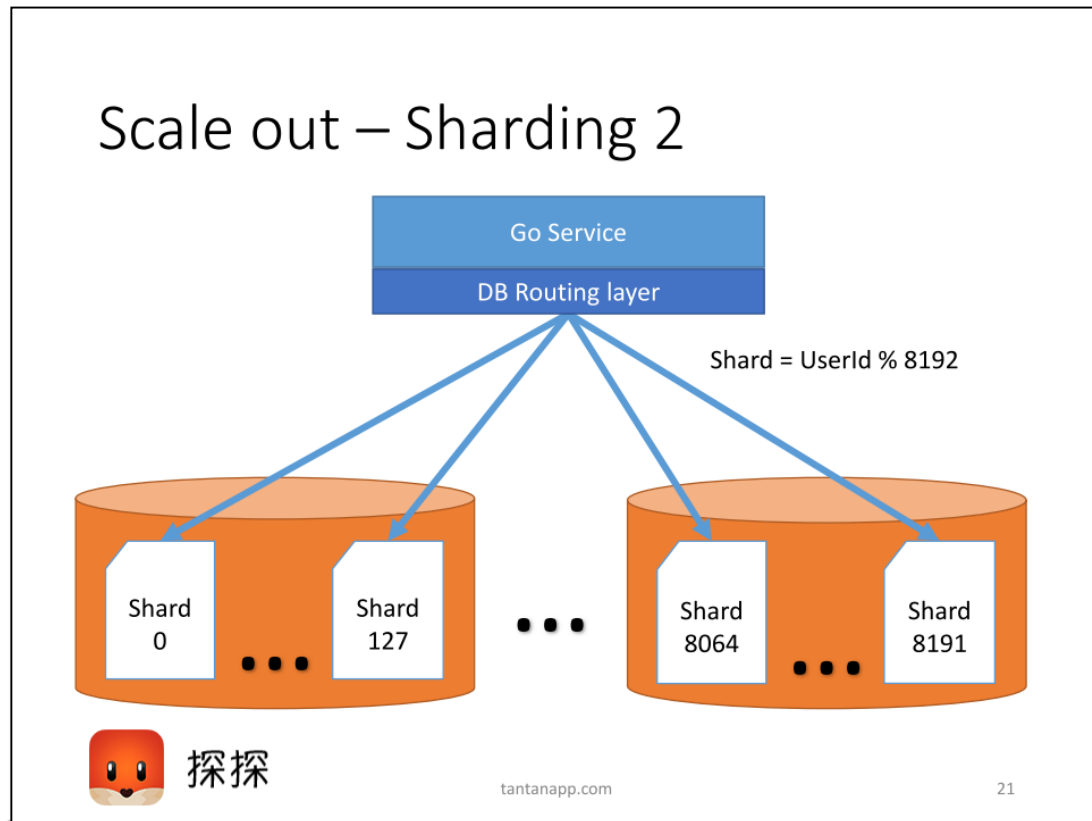 Scale out – Sharding 2
Go Service
DB Routing layer
Shard = UserId % 8192
Shard
0
...
Shard
127
...
Shard
8064
...
Shard
8191
探探
tantanapp.com
21